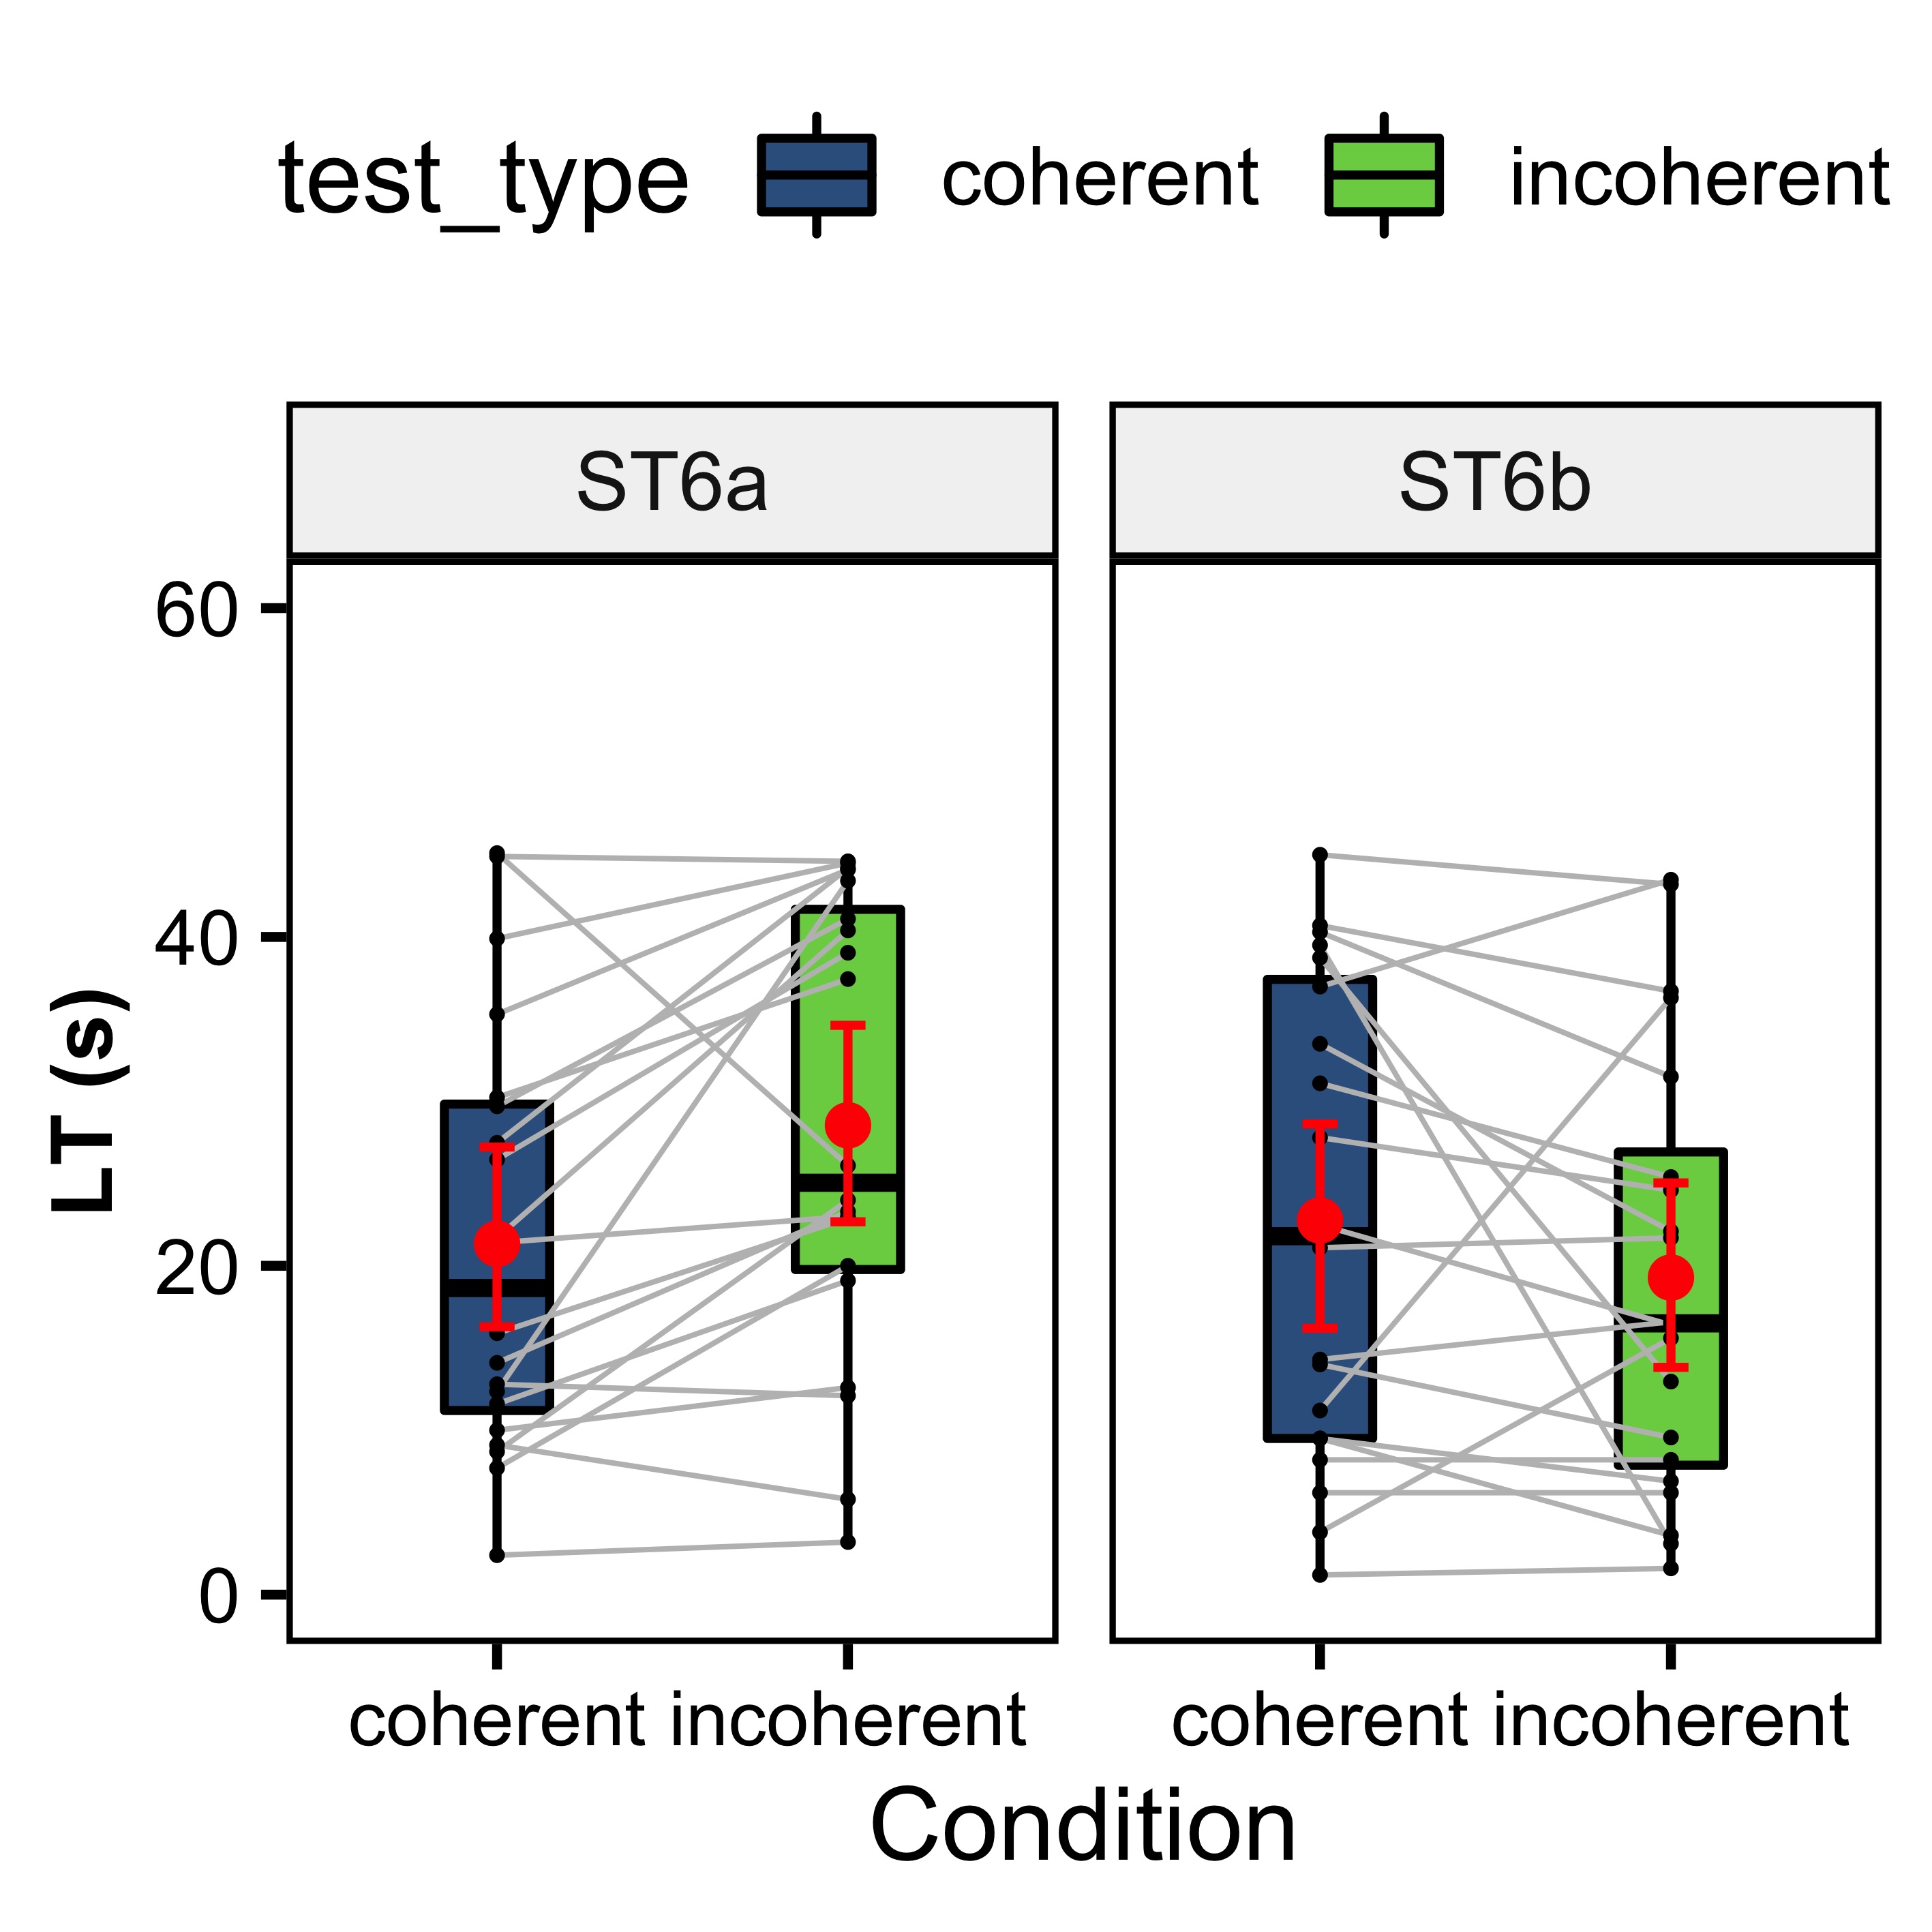 test_type coherent incoherent
ST6a ST6b
60
40
20
0
LT (s)
coherent incoherent coherent incoherent
Condition